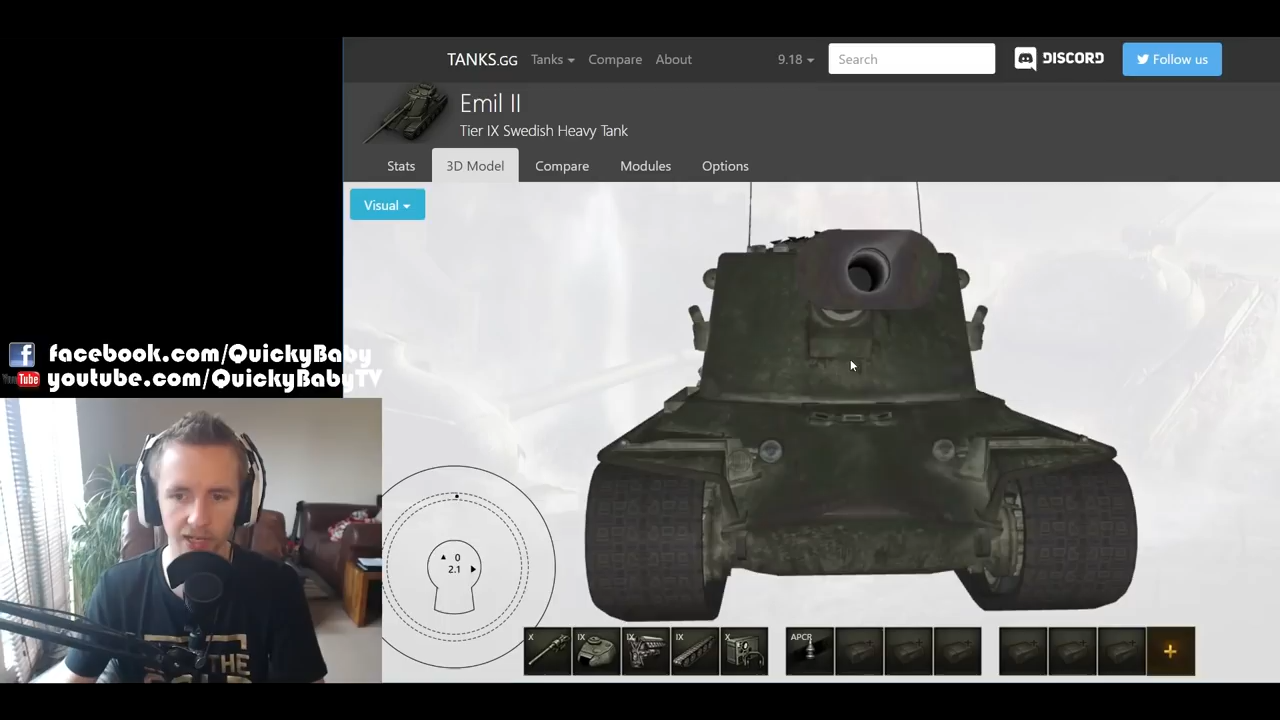 TANKS.GG Tanks Compare About 9.18 Search DISCORD Follow us
Emil II
Tier IX Swedish Heavy Tank
Stats 3D Model Compare Modules Options
Visual
facebook.com/QuickyBaby
YouTube youtube.com/QuickyBabyTV
0
2.1
X IX IX IX X APCR
THE